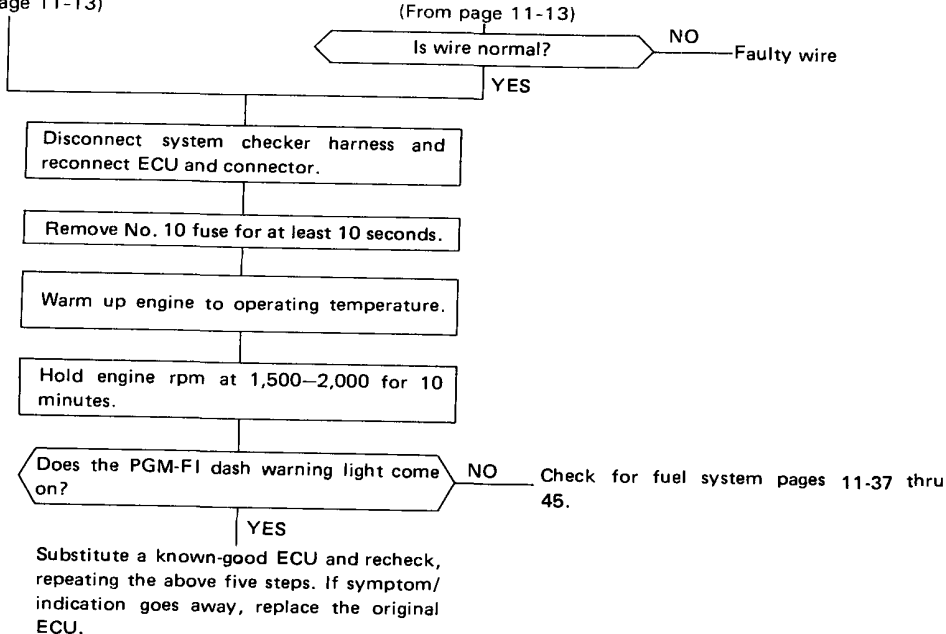 age 11-13)
(From page 11-13)
Is wire normal?
NO
Faulty wire
YES
Disconnect system checker harness and
reconnect ECU and connector.
Remove No. 10 fuse for at least 10 seconds.
Warm up engine to operating temperature.
Hold engine rpm at 1,500—2,000 for 10
minutes.
Does the PGM-FI dash warning light come
on?
NO
Check for fuel system pages 11-37 thru
45.
YES
Substitute a known-good ECU and recheck,
repeating the above five steps. If symptom/
indication goes away, replace the original
ECU.